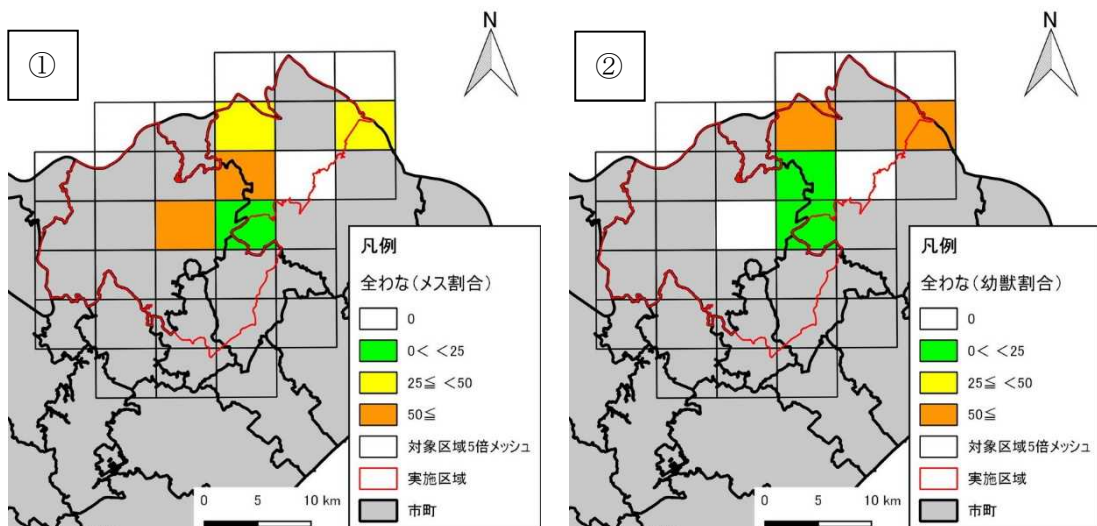 ①
N
凡例
全わな(メス割合)
0
0< <25
25≦ <50
50≦
対象区域5倍メッシュ
実施区域
市町
0 5 10 km
②
N
凡例
全わな(幼獣割合)
0
0< <25
25≦ <50
50≦
対象区域5倍メッシュ
実施区域
市町
0 5 10 km